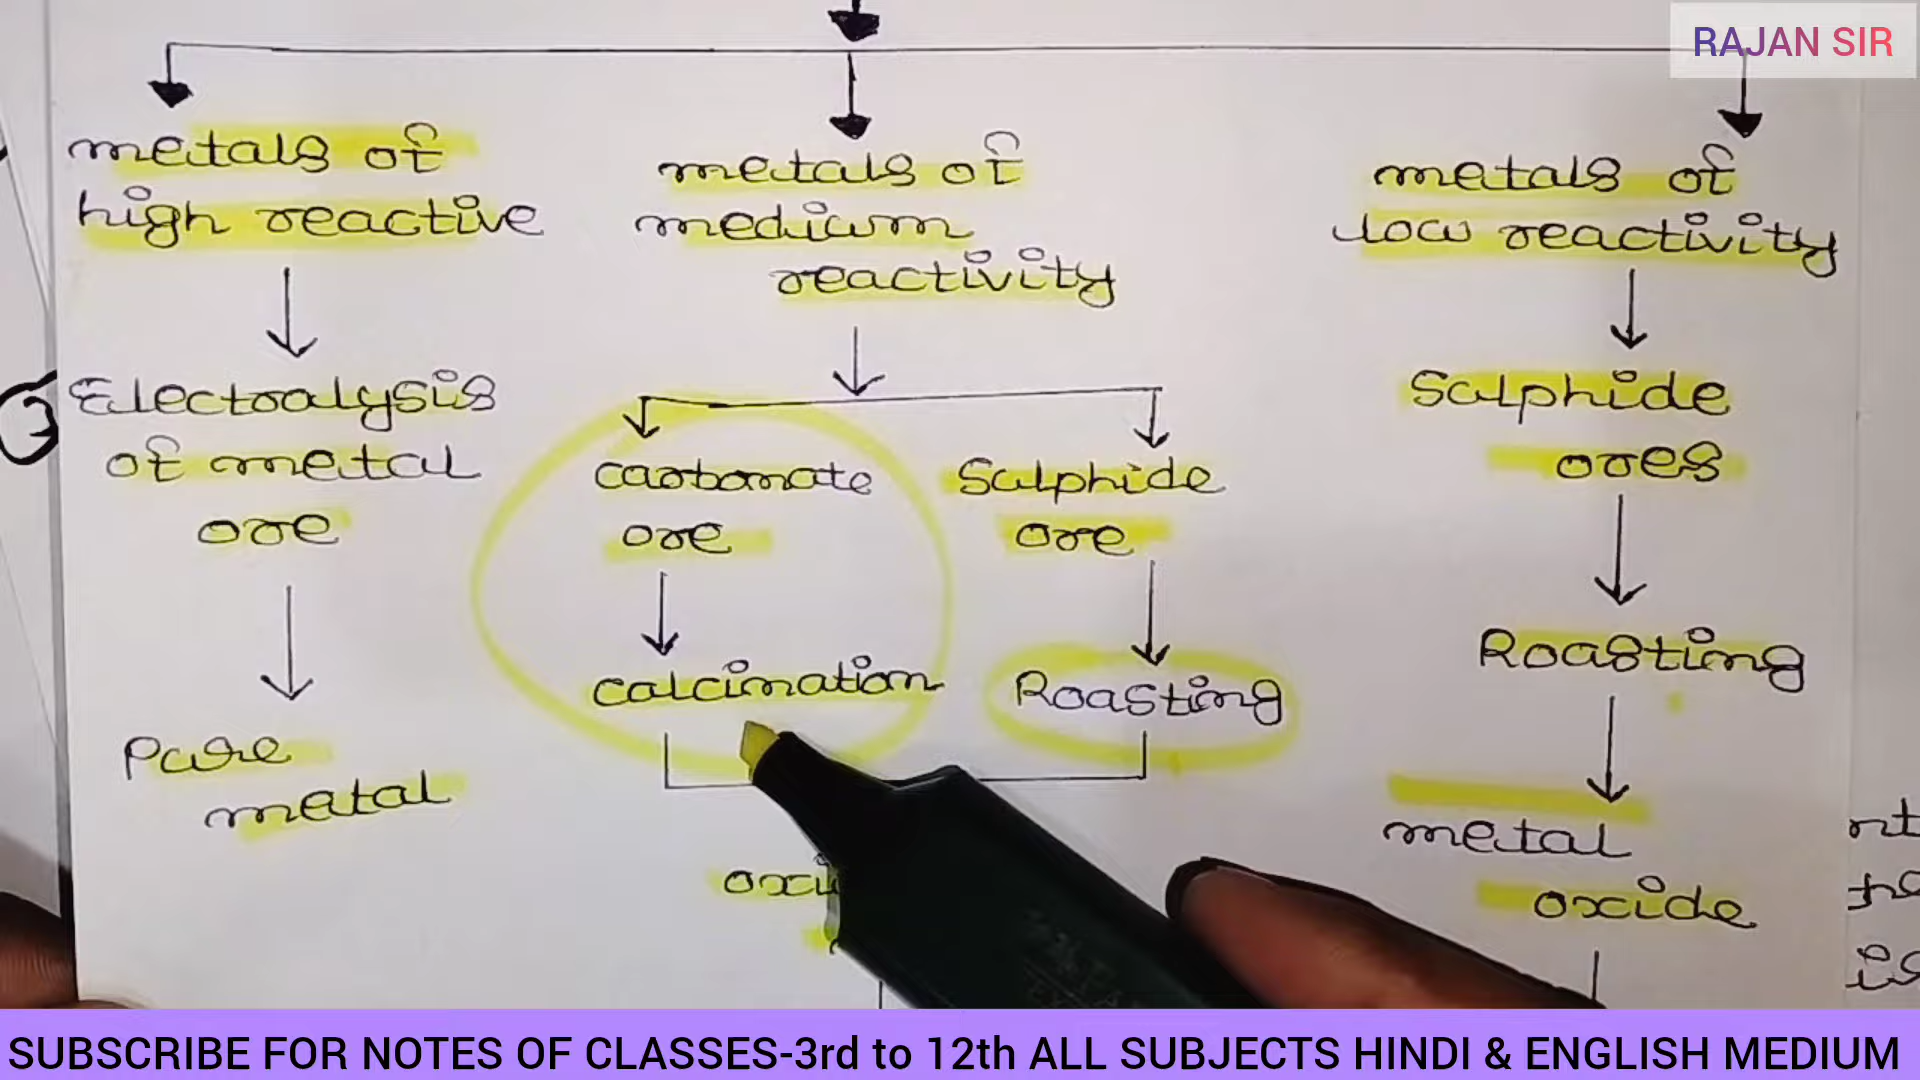 RAJAN SIR
metals of
high reactive
Electroalysis
of metal
ore
Pure
metal
metals of
medium
reactivity
carbonate
ore
calcination
Sulphide
ore
Roasting
metals of
low reactivity
Sulphide
ores
Roasting
metal
oxide
SUBSCRIBE FOR NOTES OF CLASSES-3rd to 12th ALL SUBJECTS HINDI & ENGLISH MEDIUM